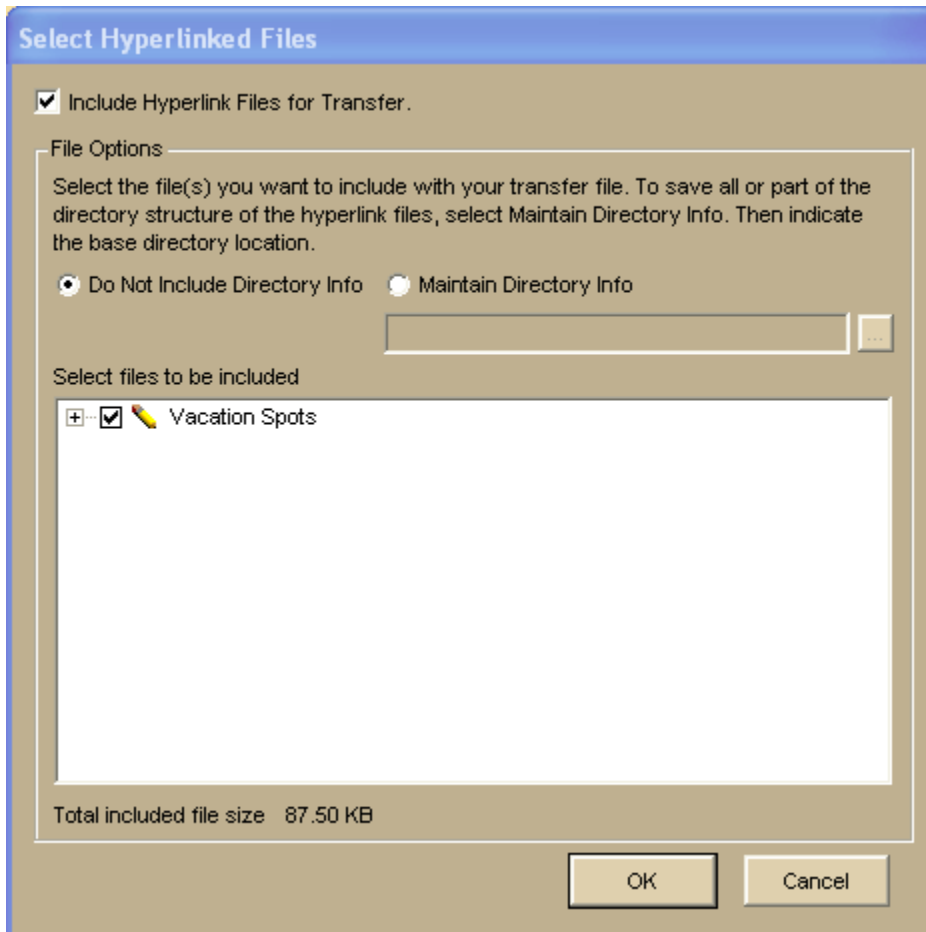 Select Hyperlinked Files
Include Hyperlink Files for Transfer.
File Options
Select the file(s) you want to include with your transfer file. To save all or part of the
directory structure of the hyperlink files, select Maintain Directory Info. Then indicate
the base directory location.
Do Not Include Directory Info Maintain Directory Info
...
Select files to be included
Vacation Spots
Total included file size 87.50 KB
OK Cancel